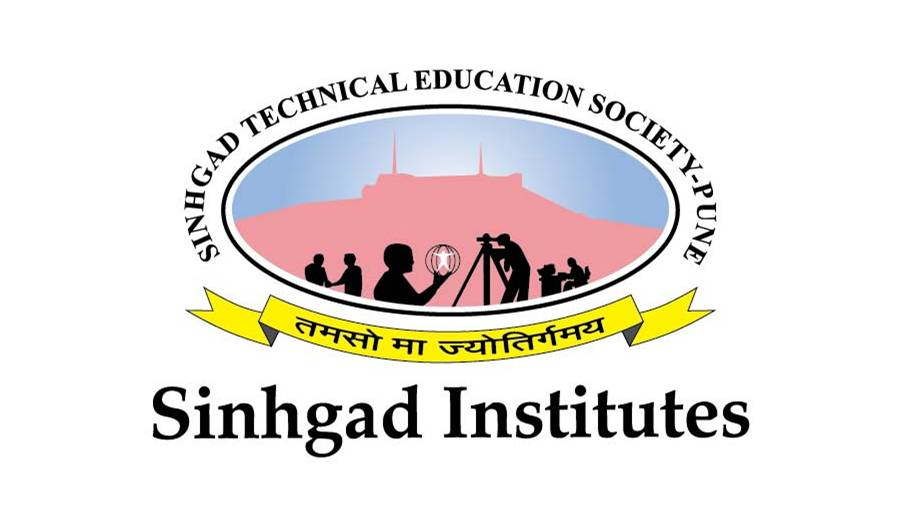 SINHGAD TECHNICAL EDUCATION SOCIETY-PUNE
तमसो मा ज्योतिर्गमय
Sinhgad Institutes